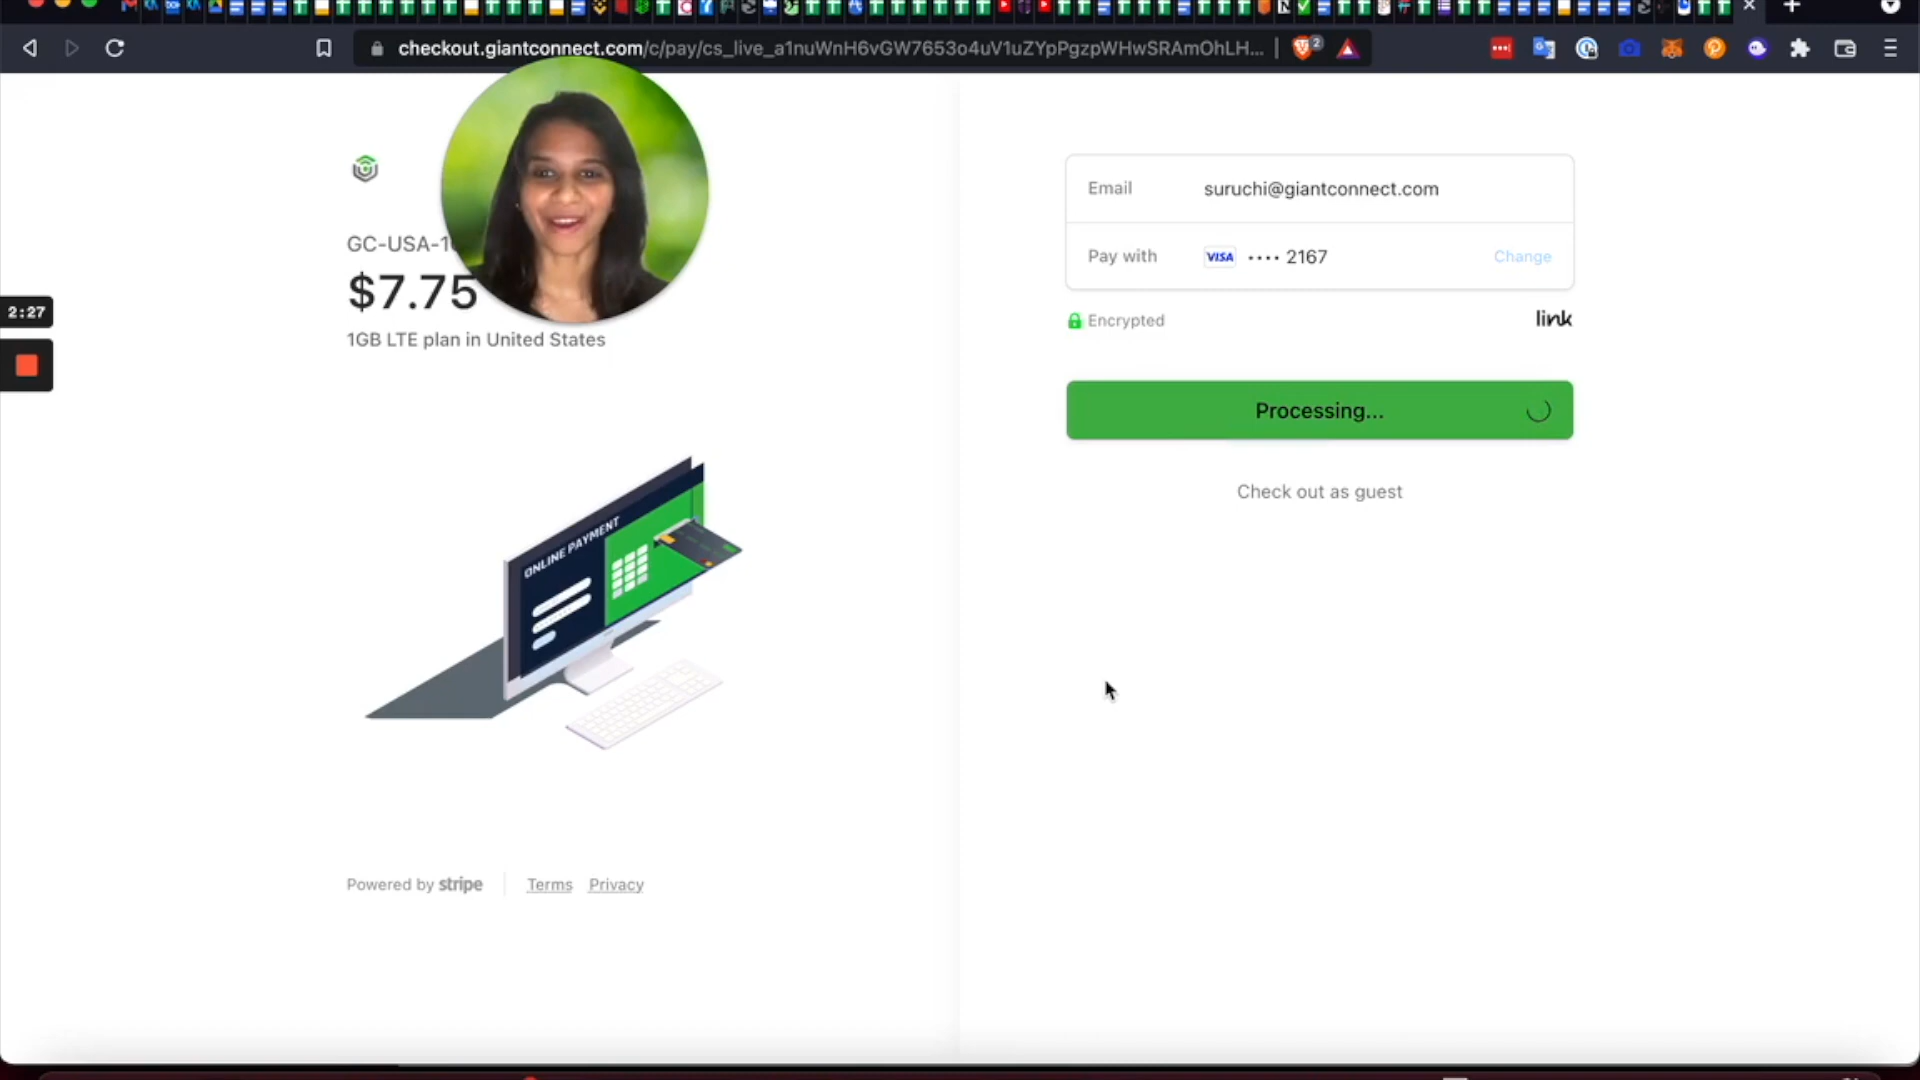 checkout.giantconnect.com/c/pay/cs_live_a1nuWnH6vGW7653o4uV1uZYpPgzpWHwSRAmOhLH...
2
GC-USA-1
$7.75
1GB LTE plan in United States
2:27
ONLINE PAYMENT
Powered by stripe
Terms
Privacy
Email
suruchi@giantconnect.com
Pay with
VISA
•••• 2167
Change
Encrypted
link
Processing...
Check out as guest